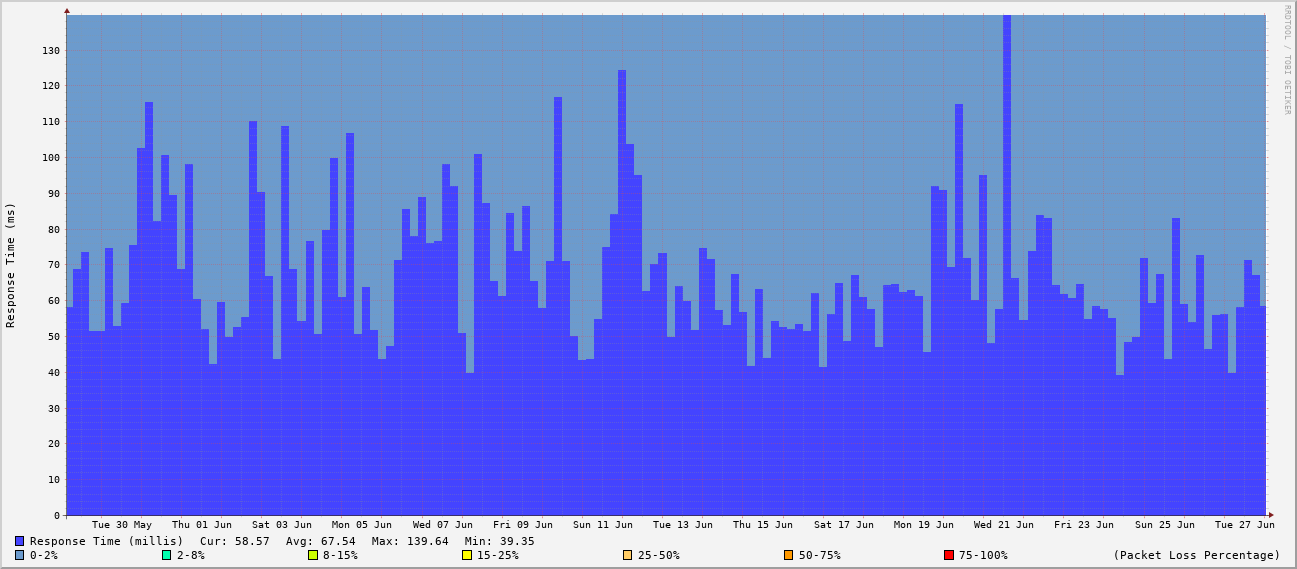 RRDTOOL / TOBI OETIKER
Response Time (ms)
130
120
110
100
90
80
70
60
50
40
30
20
10
0
Tue 30 May Thu 01 Jun Sat 03 Jun Mon 05 Jun Wed 07 Jun Fri 09 Jun Sun 11 Jun Tue 13 Jun Thu 15 Jun Sat 17 Jun Mon 19 Jun Wed 21 Jun Fri 23 Jun Sun 25 Jun Tue 27 Jun
Response Time (millis) Cur: 58.57 Avg: 67.54 Max: 139.64 Min: 39.35
0-2% 2-8% 8-15% 15-25% 25-50% 50-75% 75-100% (Packet Loss Percentage)